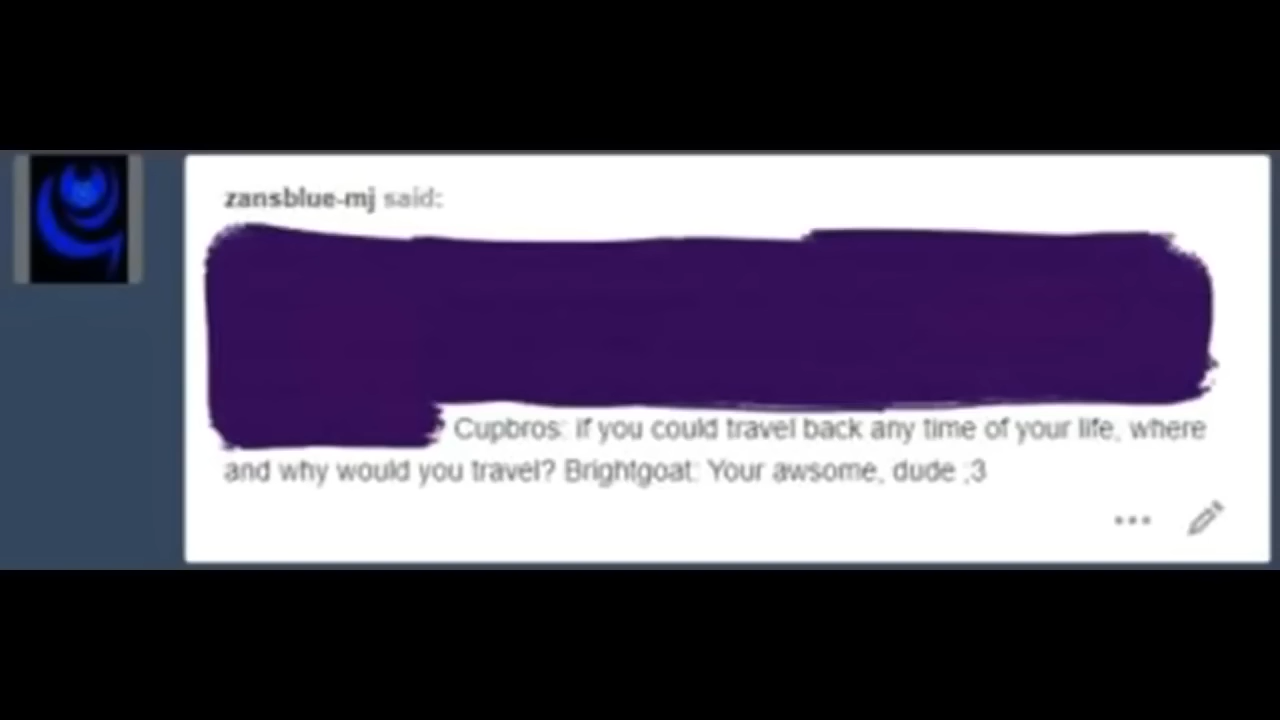 zansblue-mj said:
Cupbros: if you could travel back any time of your life, where
and why would you travel? Brightgoat: Your awsome, dude ;3